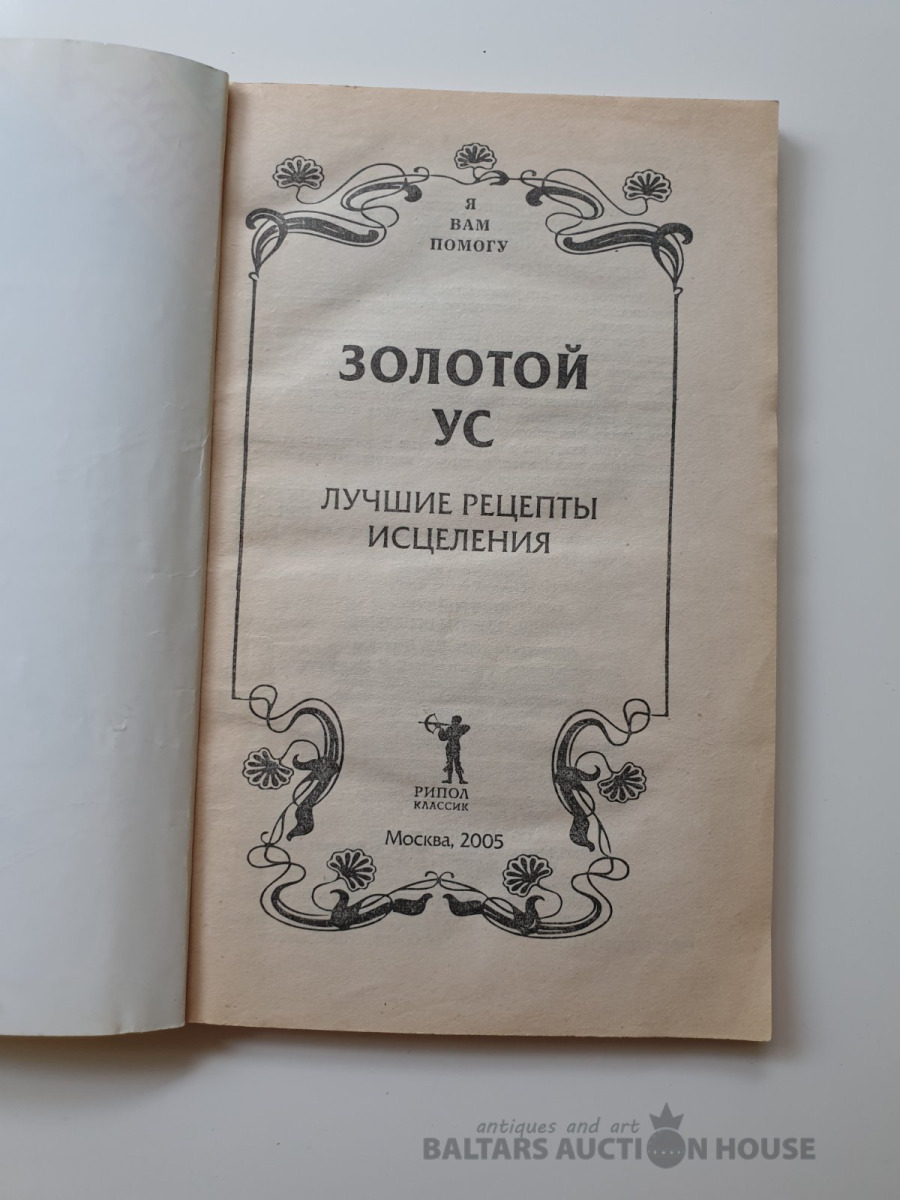 Я
ВАМ
ПОМОГУ
ЗОЛОТОЙ
УС
ЛУЧШИЕ РЕЦЕПТЫ
ИСЦЕЛЕНИЯ
РИПОЛ
КЛАССИК
Москва, 2005
antiques and art
BALTARS AUCTION HOUSE